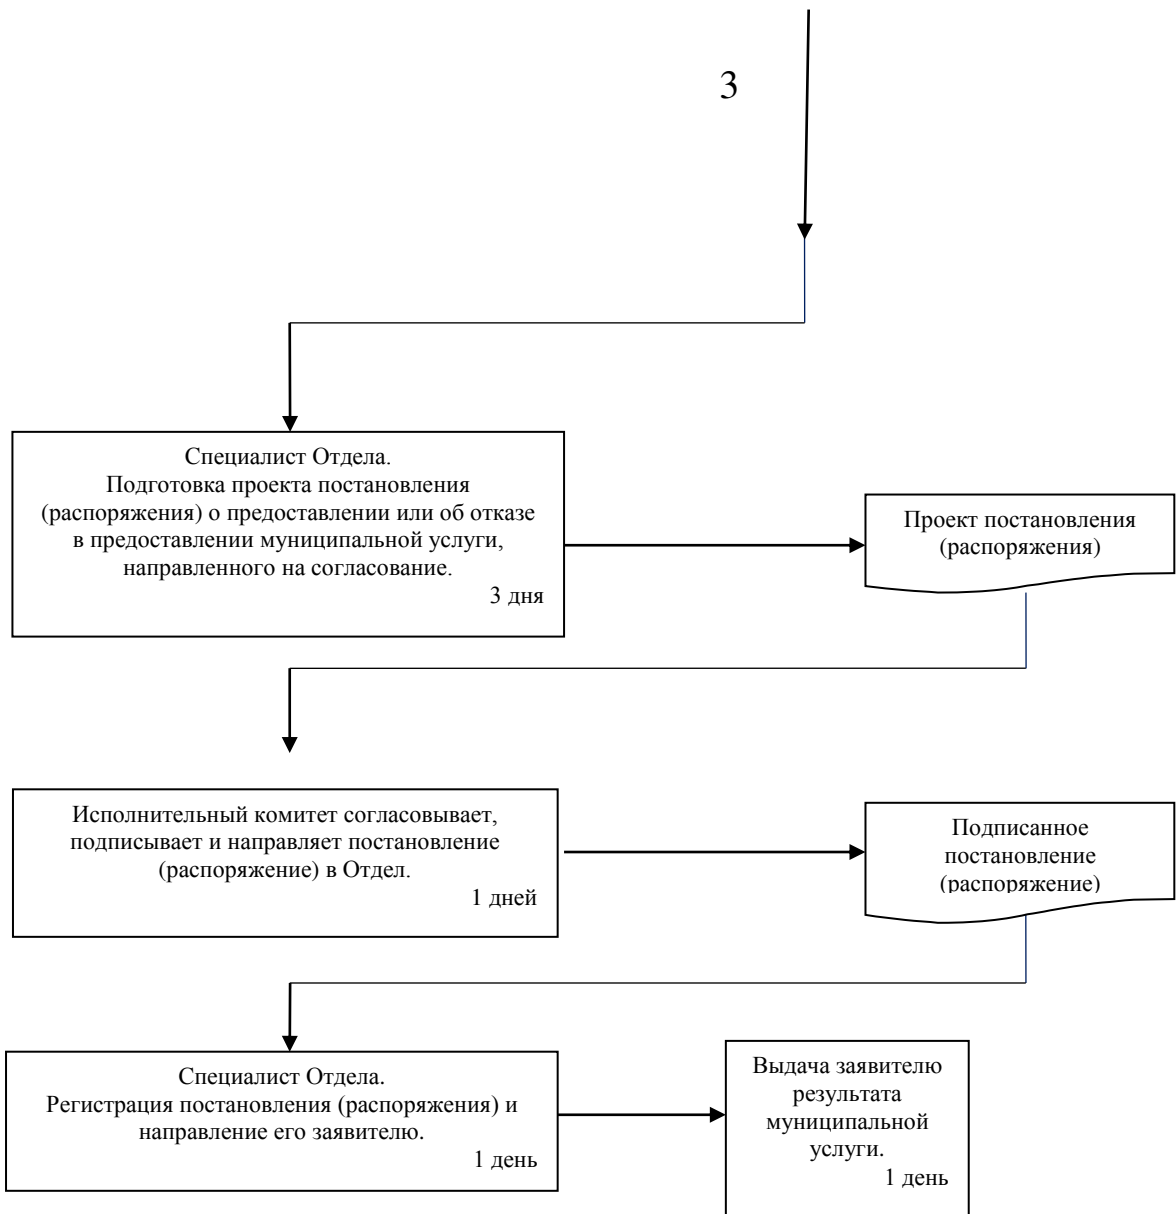 3
Специалист Отдела.
Подготовка проекта постановления
(распоряжения) о предоставлении или об отказе
в предоставлении муниципальной услуги,
направленного на согласование.
3 дня
Проект постановления
(распоряжения)
Исполнительный комитет согласовывает,
подписывает и направляет постановление
(распоряжение) в Отдел.
1 дней
Подписанное
постановление
(распоряжение)
Специалист Отдела.
Регистрация постановления (распоряжения) и
направление его заявителю.
1 день
Выдача заявителю
результата
муниципальной
услуги.
1 день